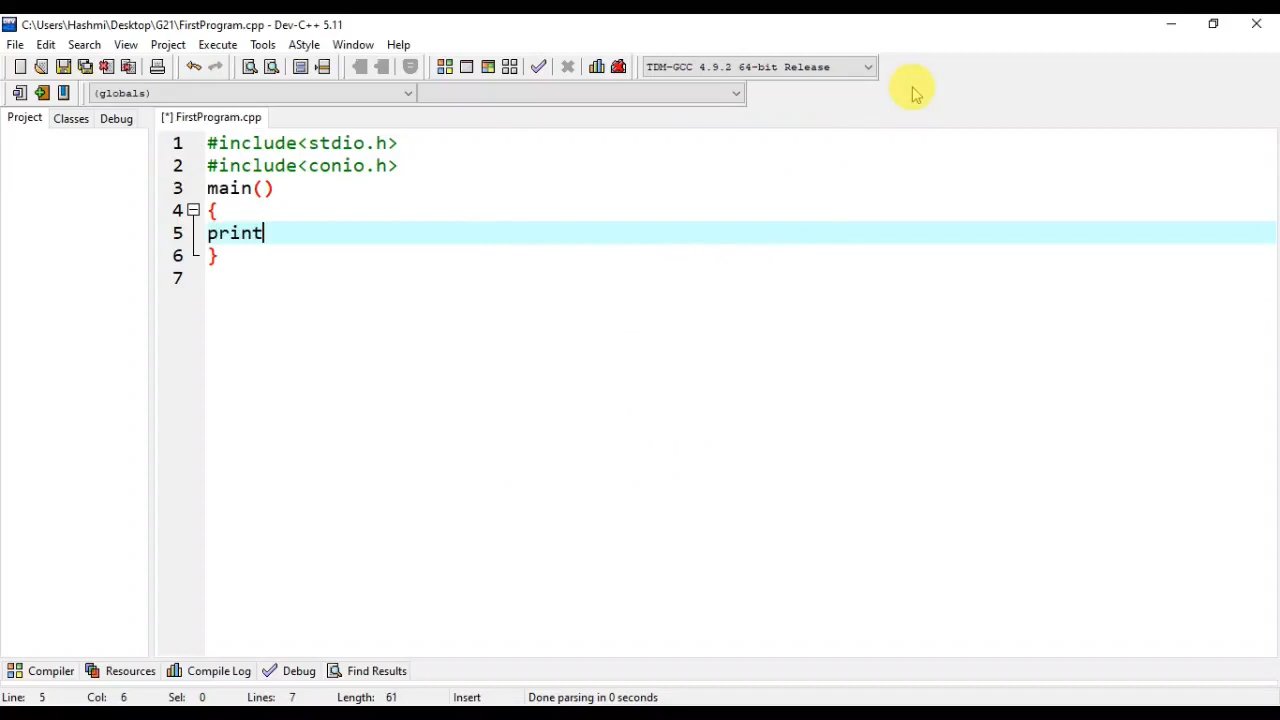 C:\Users\Hashmi\Desktop\G21\FirstProgram.cpp - Dev-C++ 5.11
File Edit Search View Project Execute Tools AStyle Window Help
TDM-GCC 4.9.2 64-bit Release
(globals)
Project Classes Debug [*] FirstProgram.cpp
1 #include<stdio.h>
2 #include<conio.h>
3 main()
4 {
5 print
6 }
7
Compiler Resources Compile Log Debug Find Results
Line: 5 Col: 6 Sel: 0 Lines: 7 Length: 61 Insert Done parsing in 0 seconds